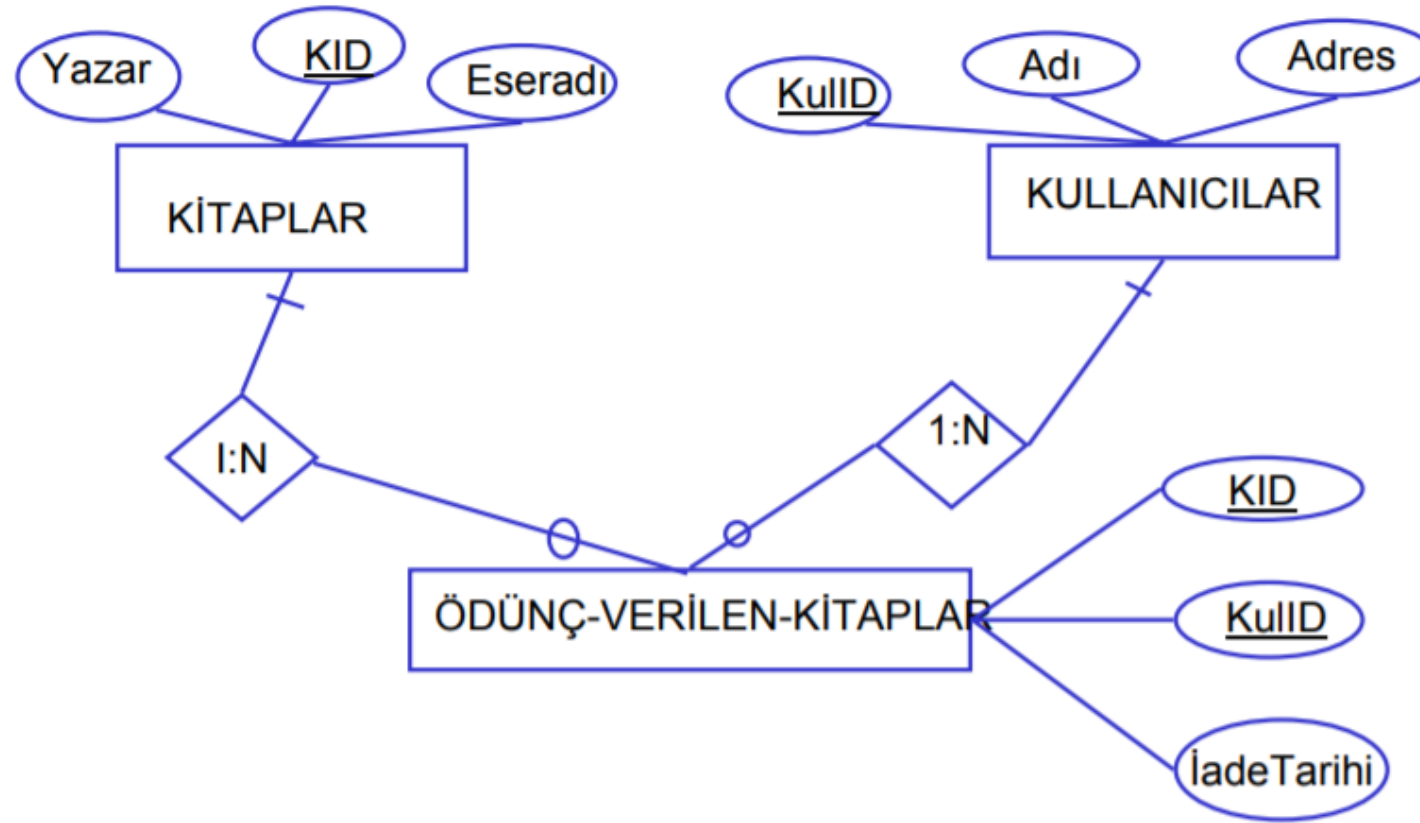 Yazar
KID
Eseradı
KulID
Adı
Adres
KİTAPLAR
KULLANICILAR
I:N
1:N
KID
ÖDÜNÇ-VERİLEN-KİTAPLAR
KulID
İadeTarihi